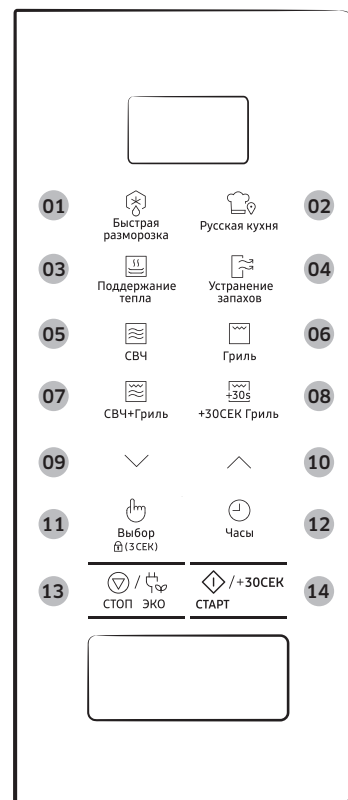 01
02
Быстрая
разморозка
Русская кухня
03
04
Поддержание
тепла
Устранение
запахов
05
06
СВЧ
Гриль
07
08
+30s
СВЧ+Гриль
+30СЕК Гриль
09
10
11
12
Выбор
(3СЕК)
Часы
13
14
/
/+30СЕК
СТОП ЭКО
СТАРТ